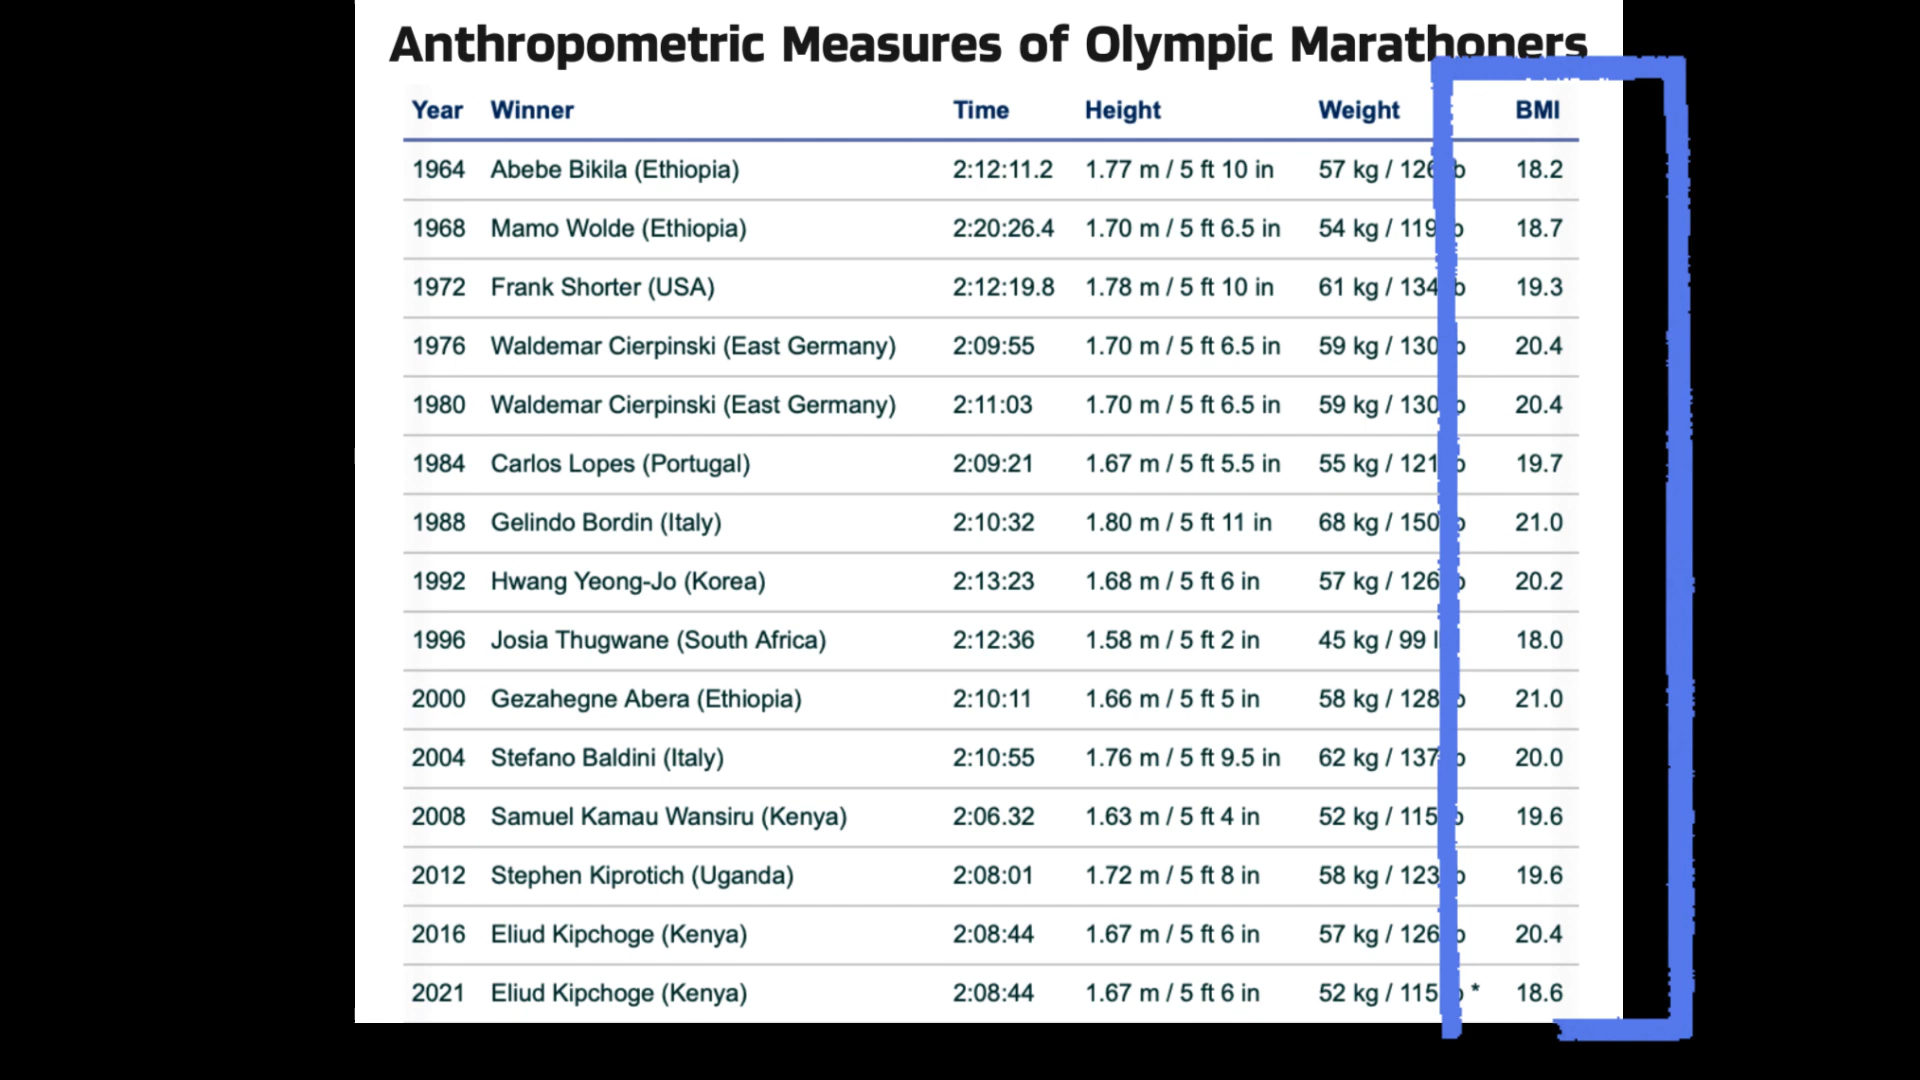 Anthropometric Measures of Olympic Marathoners
Year Winner Time Height Weight BMI
1964 Abebe Bikila (Ethiopia) 2:12:11.2 1.77 m / 5 ft 10 in 57 kg / 126 b 18.2
1968 Mamo Wolde (Ethiopia) 2:20:26.4 1.70 m / 5 ft 6.5 in 54 kg / 119 b 18.7
1972 Frank Shorter (USA) 2:12:19.8 1.78 m / 5 ft 10 in 61 kg / 134 b 19.3
1976 Waldemar Cierpinski (East Germany) 2:09:55 1.70 m / 5 ft 6.5 in 59 kg / 130 b 20.4
1980 Waldemar Cierpinski (East Germany) 2:11:03 1.70 m / 5 ft 6.5 in 59 kg / 130 b 20.4
1984 Carlos Lopes (Portugal) 2:09:21 1.67 m / 5 ft 5.5 in 55 kg / 121 b 19.7
1988 Gelindo Bordin (Italy) 2:10:32 1.80 m / 5 ft 11 in 68 kg / 150 b 21.0
1992 Hwang Yeong-Jo (Korea) 2:13:23 1.68 m / 5 ft 6 in 57 kg / 126 b 20.2
1996 Josia Thugwane (South Africa) 2:12:36 1.58 m / 5 ft 2 in 45 kg / 99 l 18.0
2000 Gezahegne Abera (Ethiopia) 2:10:11 1.66 m / 5 ft 5 in 58 kg / 128 b 21.0
2004 Stefano Baldini (Italy) 2:10:55 1.76 m / 5 ft 9.5 in 62 kg / 137 b 20.0
2008 Samuel Kamau Wansiru (Kenya) 2:06.32 1.63 m / 5 ft 4 in 52 kg / 115 b 19.6
2012 Stephen Kiprotich (Uganda) 2:08:01 1.72 m / 5 ft 8 in 58 kg / 123 b 19.6
2016 Eliud Kipchoge (Kenya) 2:08:44 1.67 m / 5 ft 6 in 57 kg / 126 b 20.4
2021 Eliud Kipchoge (Kenya) 2:08:44 1.67 m / 5 ft 6 in 52 kg / 115 b * 18.6